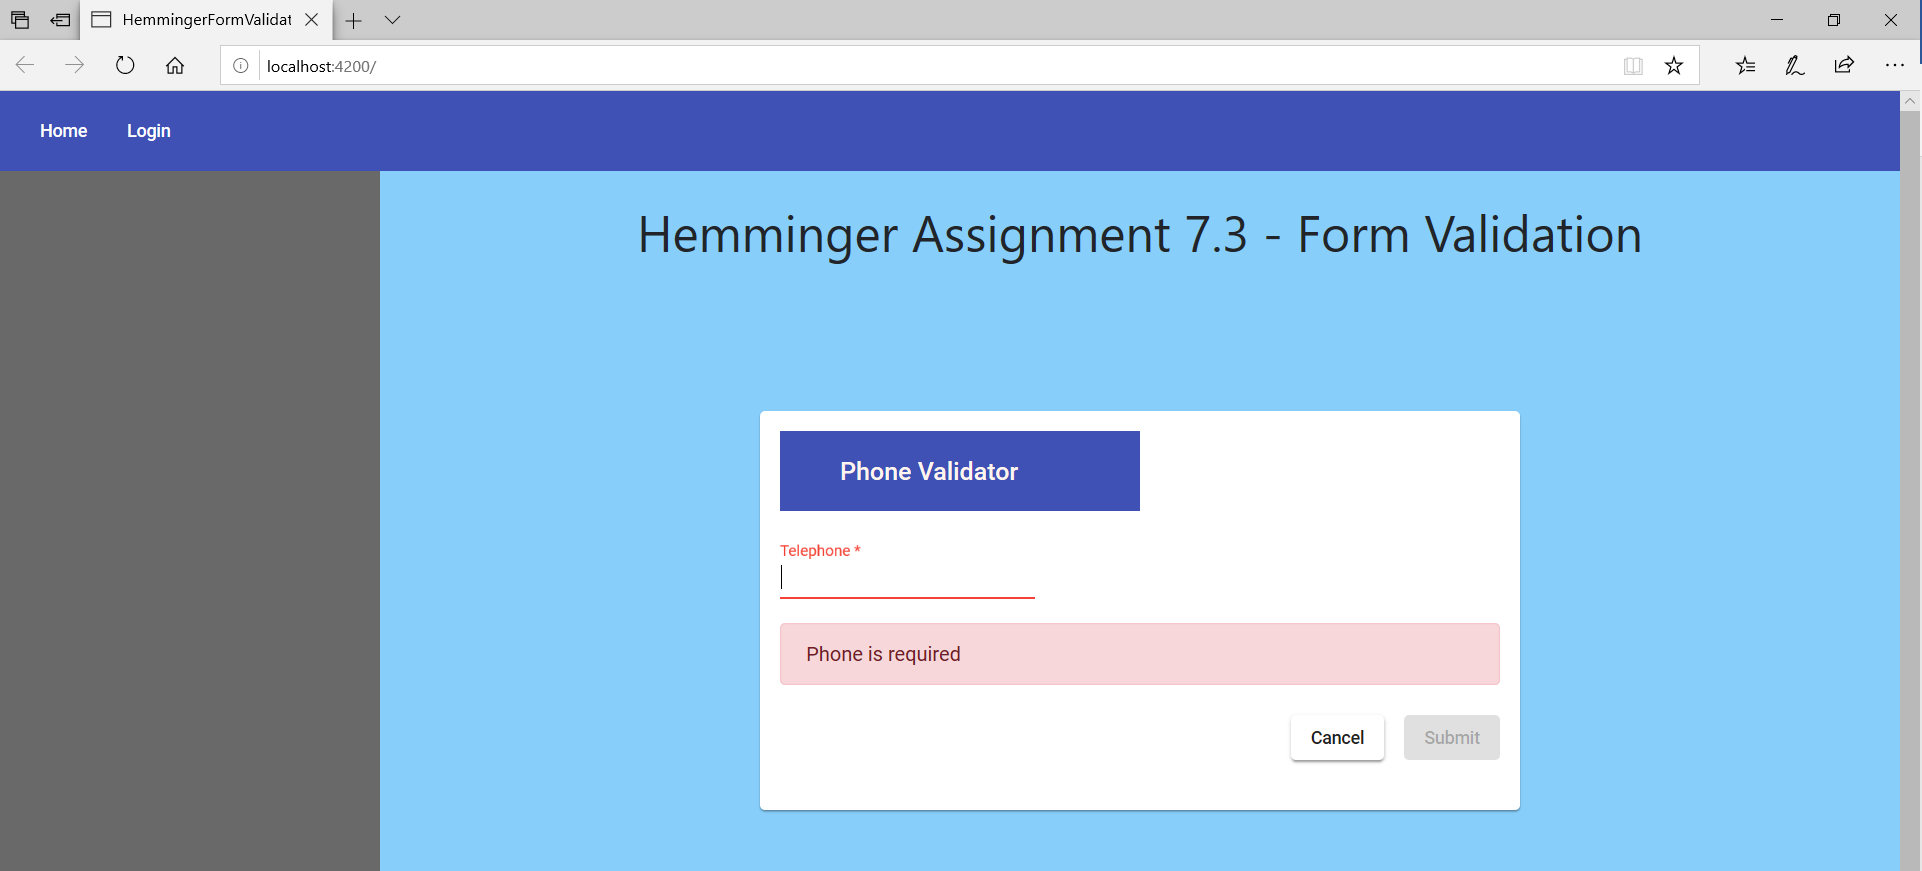 HemmingerFormValidat
localhost:4200/
Home Login
Hemminger Assignment 7.3 - Form Validation
Phone Validator
Telephone *
Phone is required
Cancel Submit